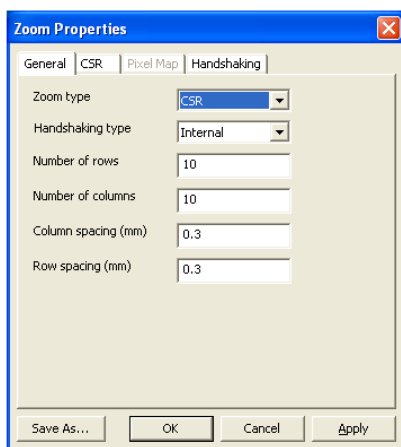 Zoom Properties
General CSR Pixel Map Handshaking
Zoom type CSR
Handshaking type Internal
Number of rows 10
Number of columns 10
Column spacing (mm) 0.3
Row spacing (mm) 0.3
Save As... OK Cancel Apply